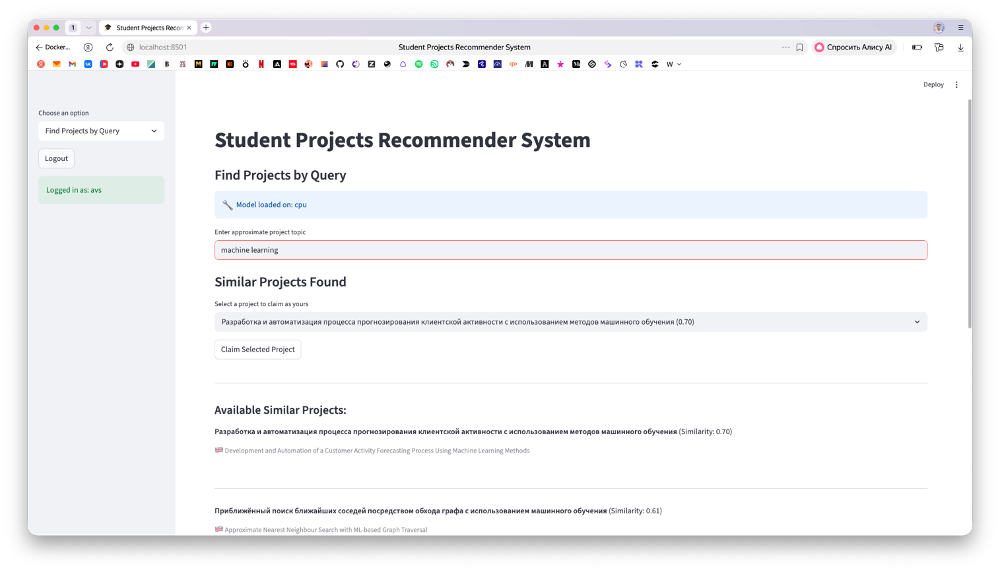 1
Student Projects Recon
Docker...
localhost:8501
Student Projects Recommender System
Спросить Алису AI
W
Deploy
Choose an option
Find Projects by Query
Logout
Logged in as: avs
Student Projects Recommender System
Find Projects by Query
Model loaded on: cpu
Enter approximate project topic
machine learning
Similar Projects Found
Select a project to claim as yours
Разработка и автоматизация процесса прогнозирования клиентской активности с использованием методов машинного обучения (0.70)
Claim Selected Project
Available Similar Projects:
Разработка и автоматизация процесса прогнозирования клиентской активности с использованием методов машинного обучения (Similarity: 0.70)
Development and Automation of a Customer Activity Forecasting Process Using Machine Learning Methods
Приближённый поиск ближайших соседей посредством обхода графа с использованием машинного обучения (Similarity: 0.61)
Approximate Nearest Neighbour Search with ML-based Graph Traversal